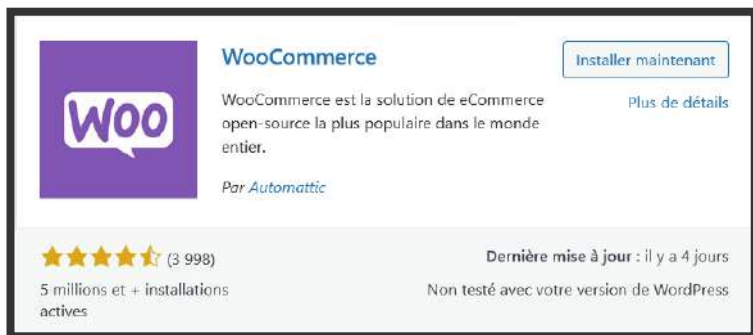 WOO
WooCommerce
Installer maintenant
WooCommerce est la solution de eCommerce
open-source la plus populaire dans le monde
entier.
Plus de détails
Par Automattic
(3 998)
5 millions et + installations
actives
Dernière mise à jour : il y a 4 jours
Non testé avec votre version de WordPress